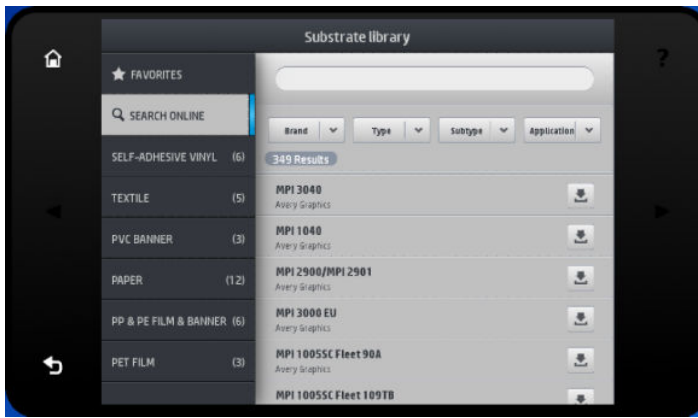 Substrate library
?
FAVORITES
SEARCH ONLINE
SELF-ADHESIVE VINYL (6)
TEXTILE (5)
PVC BANNER (3)
PAPER (12)
PP & PE FILM & BANNER (6)
PET FILM (3)
Brand Type Subtype Application
349 Results
MPI 3040
Avery Graphics
MPI 1040
Avery Graphics
MPI 2900/MPI 2901
Avery Graphics
MPI 3000 EU
Avery Graphics
MPI 1005SC Fleet 90A
Avery Graphics
MPI 1005SC Fleet 109TB